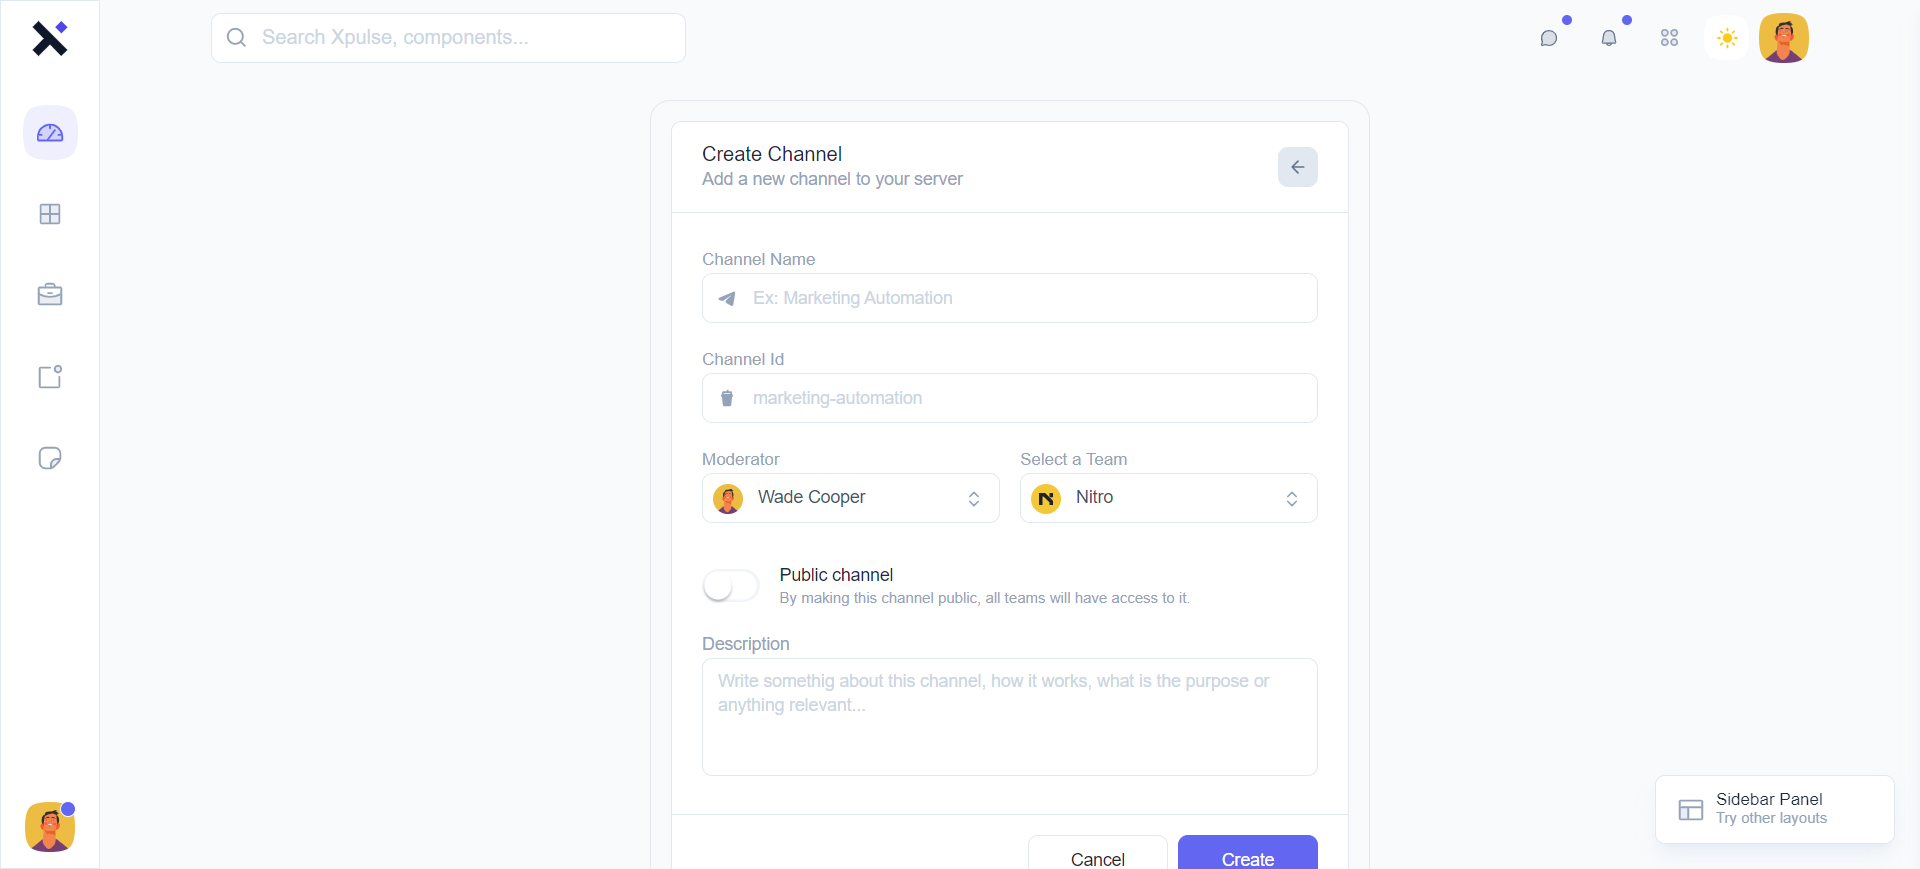 Search Xpulse, components...
Create Channel
Add a new channel to your server
Channel Name
Ex: Marketing Automation
Channel Id
marketing-automation
Moderator
Select a Team
Wade Cooper
Nitro
Public channel
By making this channel public, all teams will have access to it.
Description
Write somethig about this channel, how it works, what is the purpose or
anything relevant...
Sidebar Panel
Try other layouts
Cancel
Create